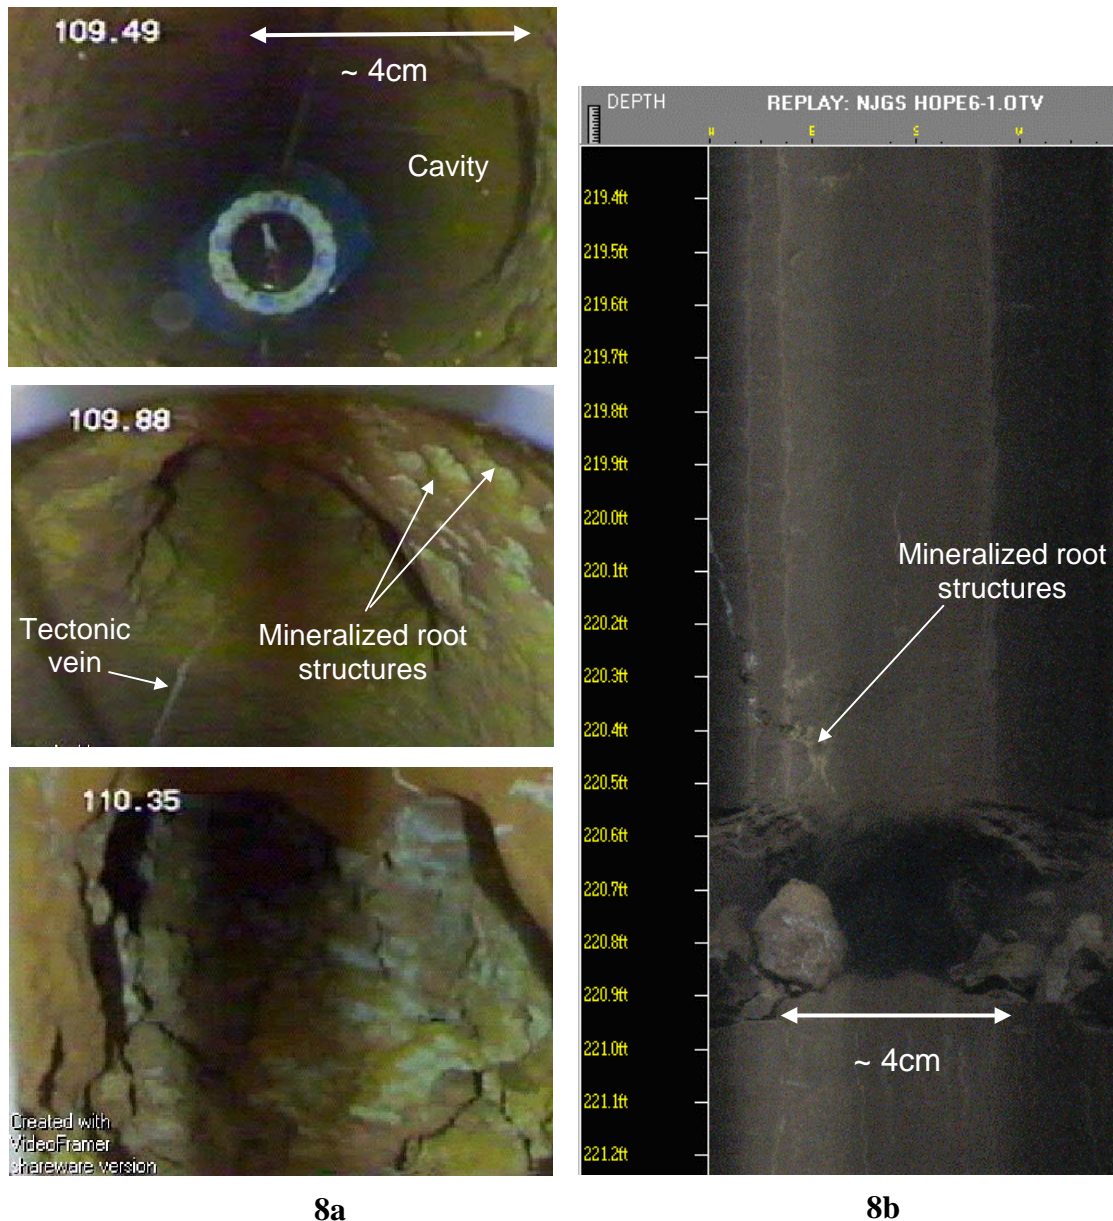 109.49
~ 4cm
Cavity
109.88
Tectonic
vein
Mineralized root
structures
110.35
Created with
VideoFramer
shareware version
8a
DEPTH
REPLAY: NJGS HOPE6-1.OTV
N E S W
219.4ft
219.5ft
219.6ft
219.7ft
219.8ft
219.9ft
220.0ft
220.1ft
220.2ft
220.3ft
220.4ft
220.5ft
220.6ft
220.7ft
220.8ft
220.9ft
221.0ft
221.1ft
221.2ft
Mineralized root
structures
~ 4cm
8b